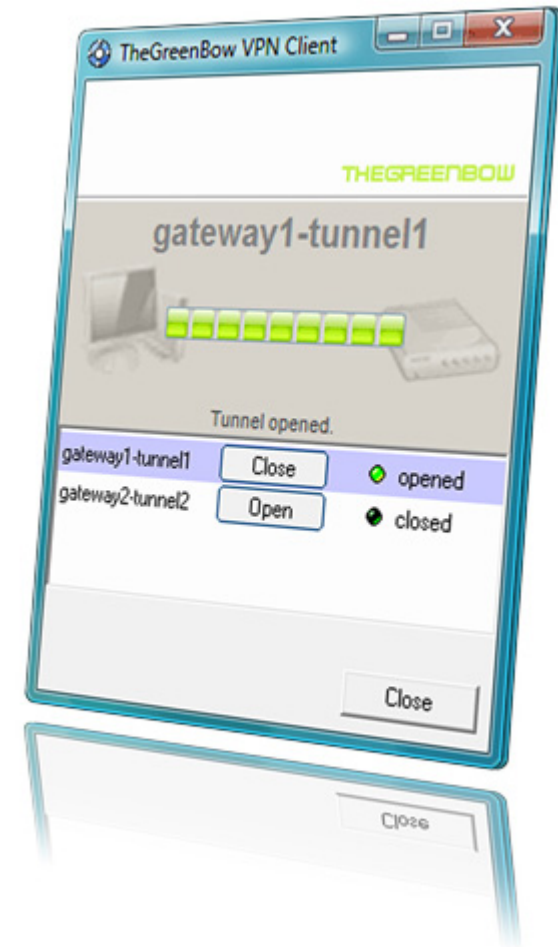 TheGreenBow VPN Client
THEGREENBOW
gateway1-tunnel1
Tunnel opened.
gateway1-tunnel1 Close opened
gateway2-tunnel2 Open closed
Close
Close